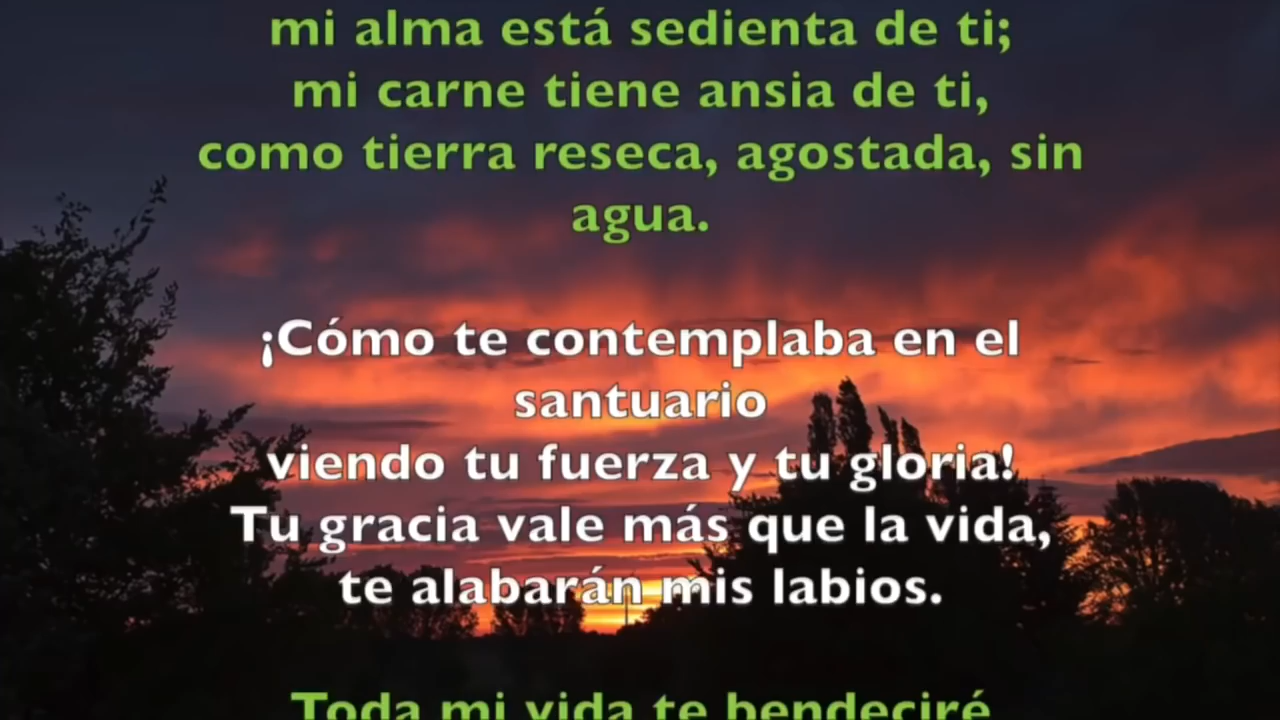 mi alma está sedienta de ti;
mi carne tiene ansia de ti,
como tierra reseca, agostada, sin
agua.
¡Cómo te contemplaba en el
santuario
viendo tu fuerza y tu gloria!
Tu gracia vale más que la vida,
te alabarán mis labios.
Toda mi vida te bendeciré